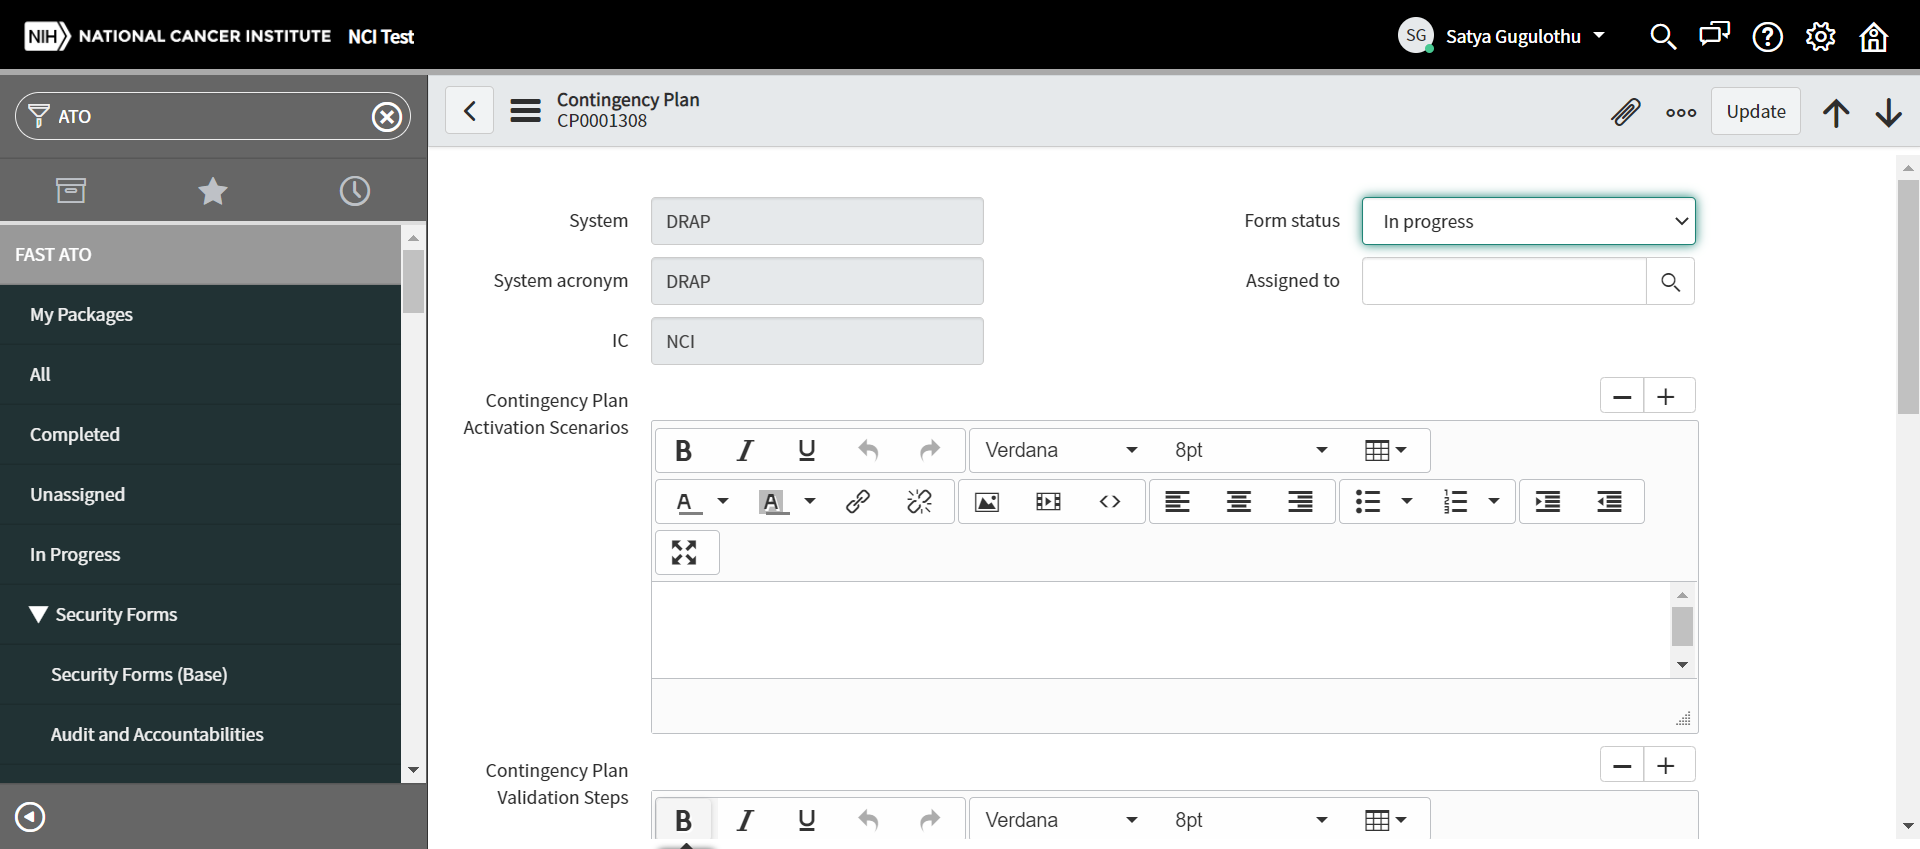 NIH NATIONAL CANCER INSTITUTE NCI Test
SG Satya Gugulothu
ATO
Contingency Plan
CP0001308
Update
FAST ATO
My Packages
All
Completed
Unassigned
In Progress
Security Forms
Security Forms (Base)
Audit and Accountabilities
System DRAP
Form status In progress
System acronym DRAP
Assigned to
IC NCI
Contingency Plan
Activation Scenarios
B I U Verdana 8pt
A A
Contingency Plan
Validation Steps
B I U Verdana 8pt